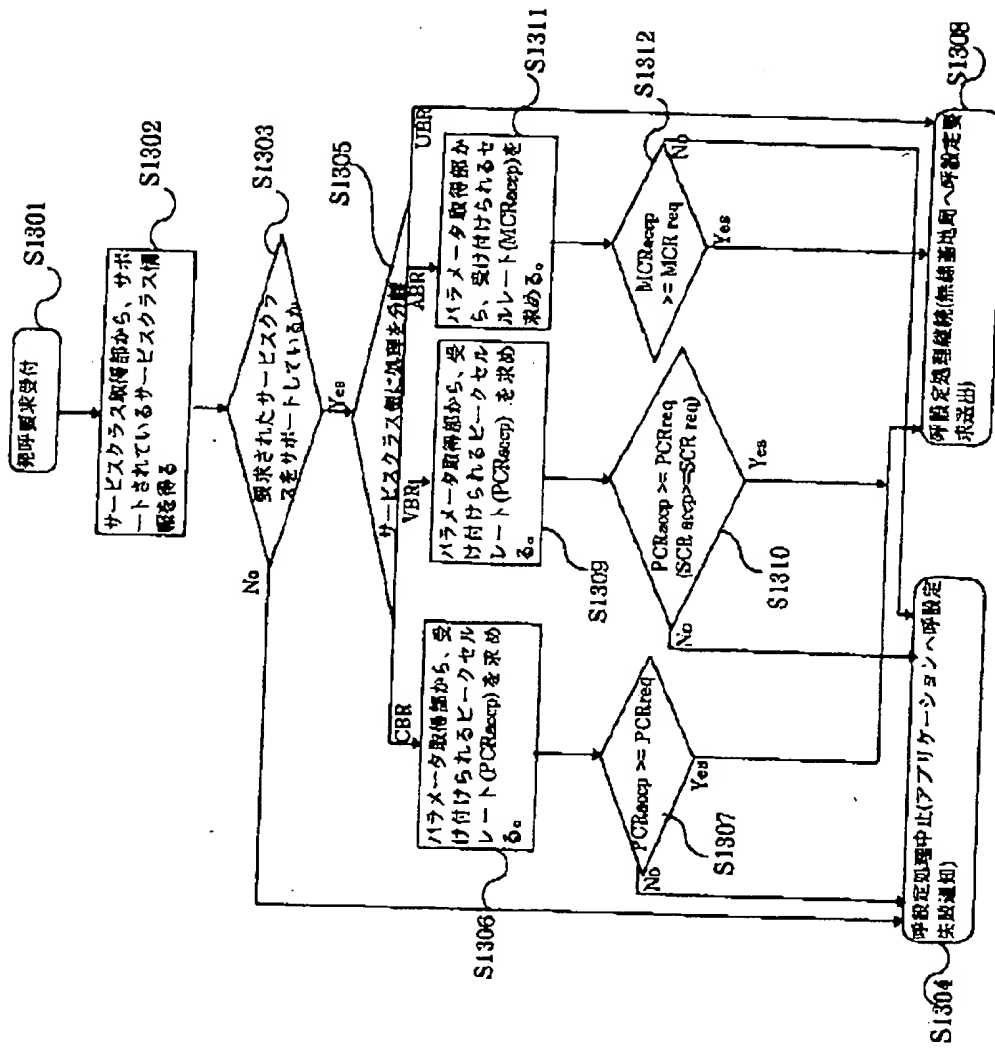 S1301
発呼要求受付
S1302
サービスクラス取得部から、サポ
ートされているサービスクラス情
報を得る
S1303
要求されたサービスクラ
スをサポートしているか
No
Yes
S1305
サービスクラス別に処理を分離
CBR
VBR
ABR
UBR
パラメータ取得部から、受
け付けられるピークセル
レート(PCRaccp)を求め
る。
S1306
パラメータ取得部から、受
け付けられるピークセル
レート(PCRaccp)を求め
る。
S1309
パラメータ取得部か
ら、受け付けられるセ
ルレート(MCRaccp)を
求める。
S1311
PCRaccp >= PCRreq
S1307
No
Yes
PCRaccp >= PCRreq
(SCR accp>=SCR req)
S1310
No
Yes
MCRaccp
>= MCR req
S1312
No
Yes
呼設定処理中止(アプリケーションへ呼設定
失敗通知)
S1304
呼設定処理継続(無線基地局へ呼設定要
求送出)
S1308